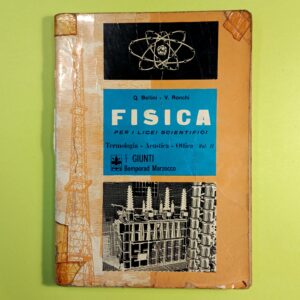 G. Bellini - V. Ronchi
FISICA
PER I LICEI SCIENTIFICI
Termologia - Acustica - Ottica Vol. II
I GIUNTI
Bemporad Marzocco